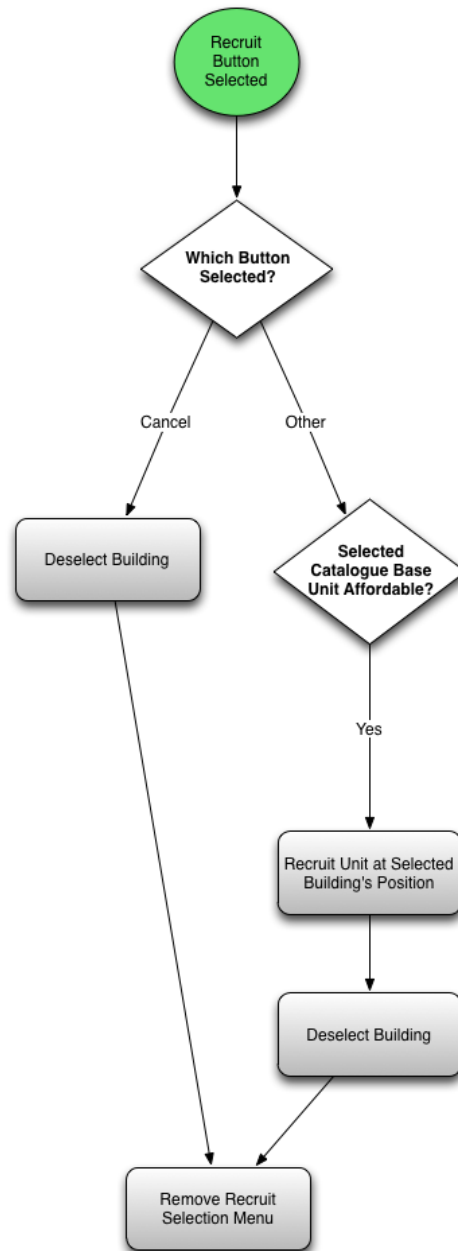 Recruit
Button
Selected
Which Button
Selected?
Cancel
Other
Deselect Building
Selected
Catalogue Base
Unit Affordable?
Yes
Recruit Unit at Selected
Building's Position
Deselect Building
Remove Recruit
Selection Menu